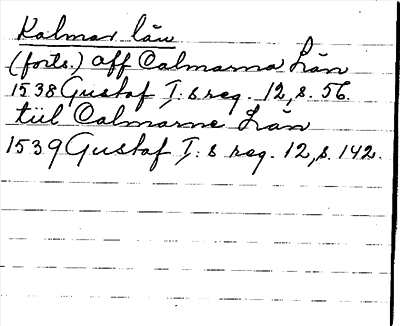 Kalmar län
(forts.) aff Calmarna Län
1538 Gustaf I:s reg. 12, s. 56.
tiil Calmarne Län
1539 Gustaf I:s reg. 12, s. 142.